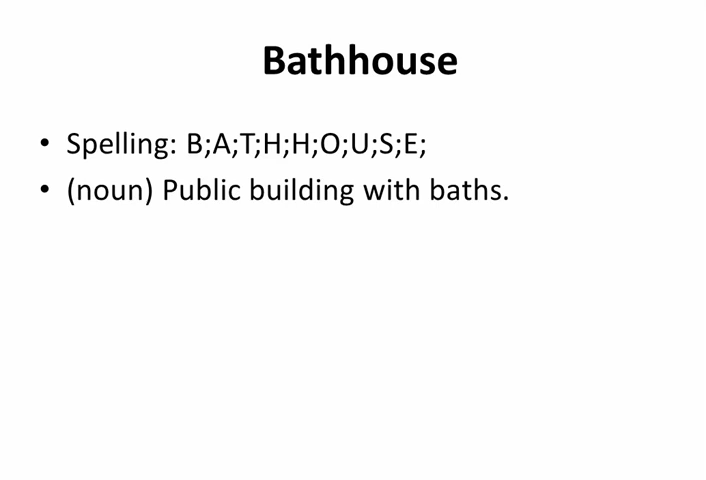 Bathhouse
• Spelling: B;A;T;H;H;O;U;S;E;
• (noun) Public building with baths.